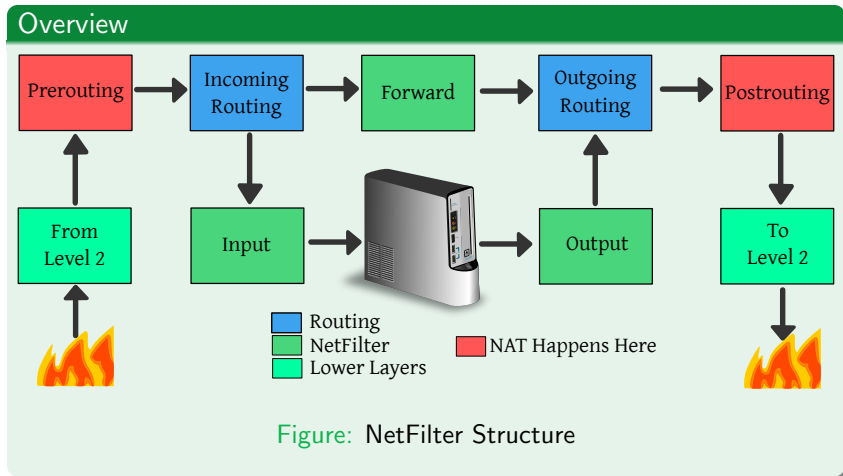 Overview
Prerouting
Incoming
Routing
Forward
Outgoing
Routing
Postrouting
From
Level 2
Input
Output
To
Level 2
Routing
NetFilter
Lower Layers
NAT Happens Here
Figure: NetFilter Structure